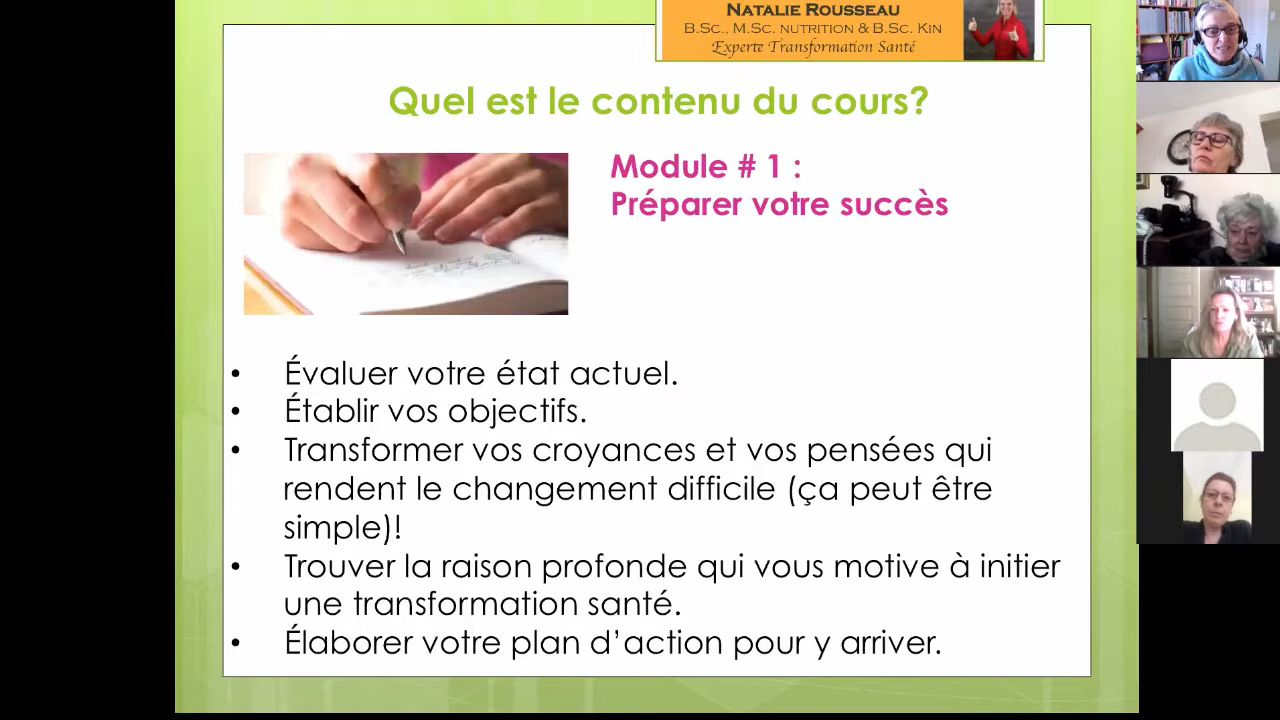 NATALIE ROUSSEAU
B.SC., M.SC. NUTRITION & B.SC. KIN
Experte Transformation Santé
Quel est le contenu du cours?
Module # 1 :
Préparer votre succès
• Évaluer votre état actuel.
• Établir vos objectifs.
• Transformer vos croyances et vos pensées qui
rendent le changement difficile (ça peut être
simple)!
• Trouver la raison profonde qui vous motive à initier
une transformation santé.
• Élaborer votre plan d’action pour y arriver.